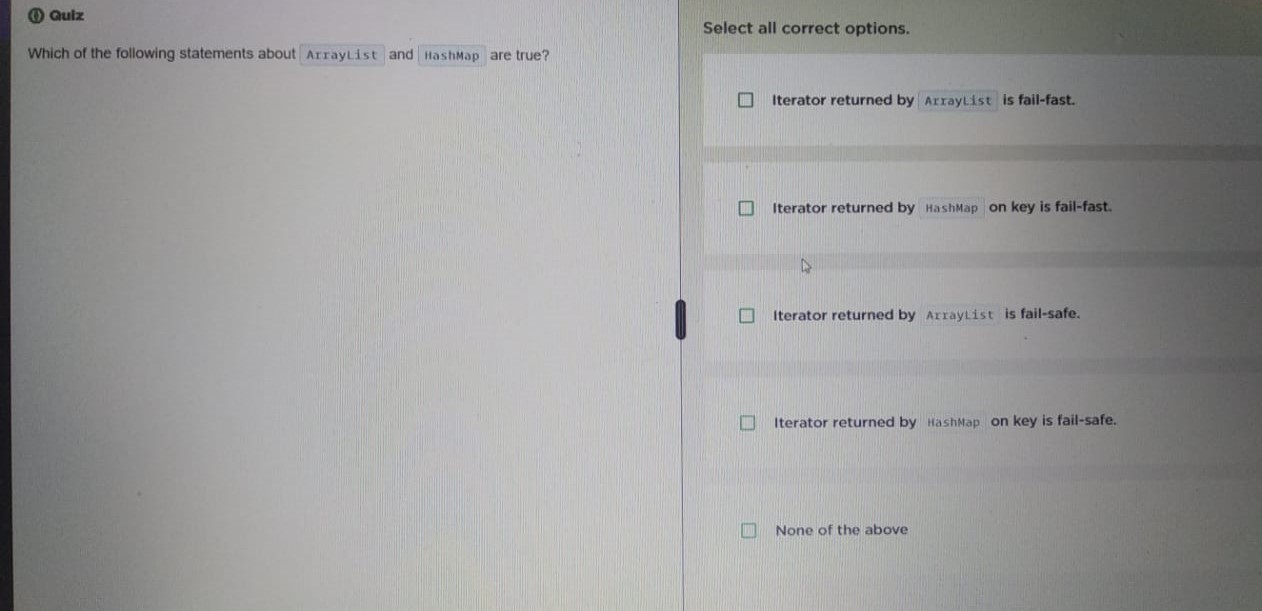 Quiz
Which of the following statements about ArrayList and HashMap are true?
Select all correct options.
Iterator returned by ArrayList is fail-fast.
Iterator returned by HashMap on key is fail-fast.
Iterator returned by ArrayList is fail-safe.
Iterator returned by HashMap on key is fail-safe.
None of the above